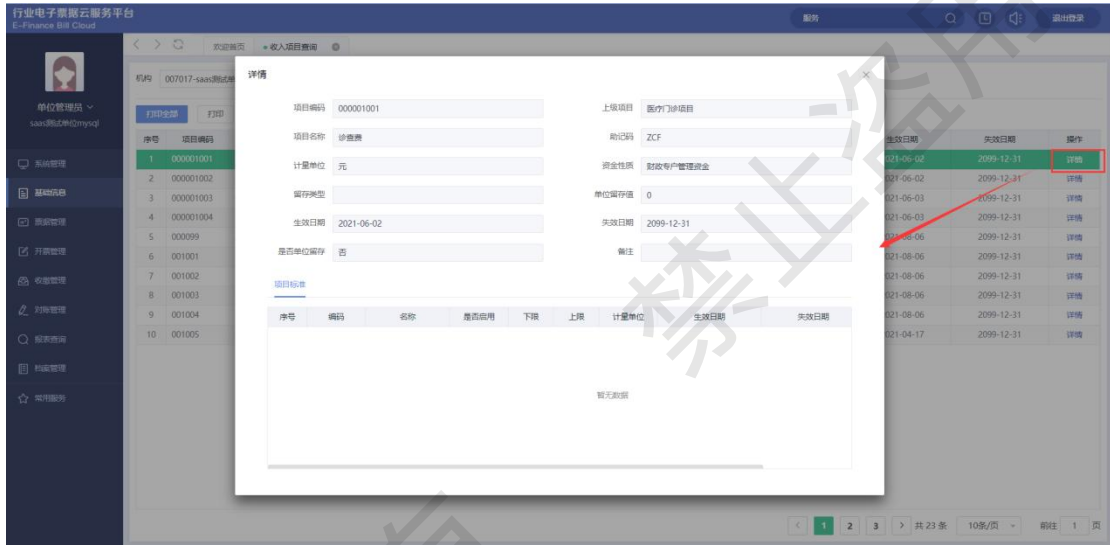 行业电子票据云服务平台
E-Finance Bill Cloud
服务
退出登录
欢迎首页
收入项目查询
单位管理员
saas测试单位mysql
系统管理
基础信息
票据管理
开票管理
收缴管理
对账管理
报表查询
档案管理
常用服务
机构 007017-saas测试单
打印全部 打印
序号 项目编码 生效日期 失效日期 操作
1 000001001 021-06-02 2099-12-31 详情
2 000001002 021-06-02 2099-12-31 详情
3 000001003 021-06-03 2099-12-31 详情
4 000001004 021-06-03 2099-12-31 详情
5 000099 021-08-06 2099-12-31 详情
6 001001 021-08-06 2099-12-31 详情
7 001002 021-08-06 2099-12-31 详情
8 001003 021-08-06 2099-12-31 详情
9 001004 021-08-06 2099-12-31 详情
10 001005 021-04-17 2099-12-31 详情
详情
项目编码 000001001 上级项目 医疗门诊项目
项目名称 诊查费 助记码 ZCF
计量单位 元 资金性质 财政专户管理资金
留存类型 单位留存值 0
生效日期 2021-06-02 失效日期 2099-12-31
是否单位留存 否 备注
项目标准
序号 编码 名称 是否启用 下限 上限 计量单位 生效日期 失效日期
暂无数据
1 2 3 共 23 条 10条/页 前往 1 页
禁止盗用